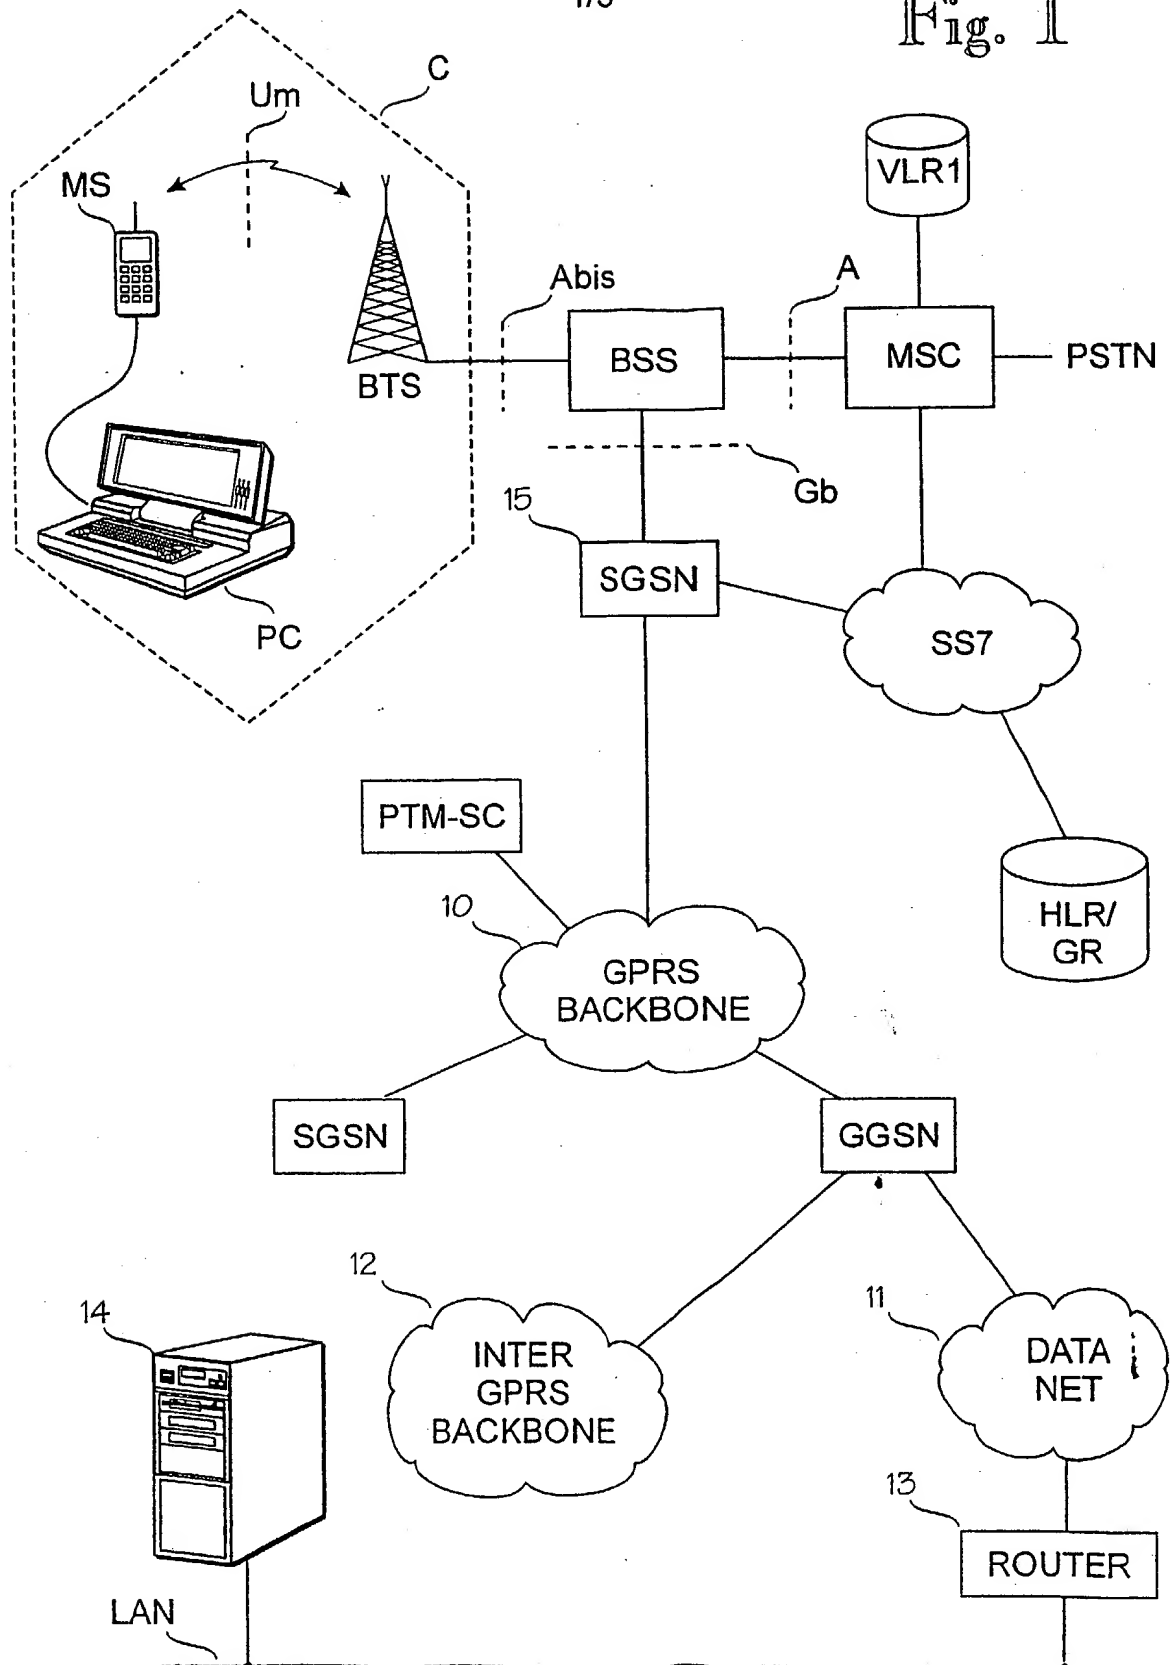 Fig. 1
C
Um
MS
VLR1
Abis
A
BSS
MSC
PSTN
BTS
Gb
15
SGSN
SS7
PC
PTM-SC
10
HLR/
GR
GPRS
BACKBONE
SGSN
GGSN
12
11
14
INTER
GPRS
BACKBONE
DATA
NET
13
ROUTER
LAN